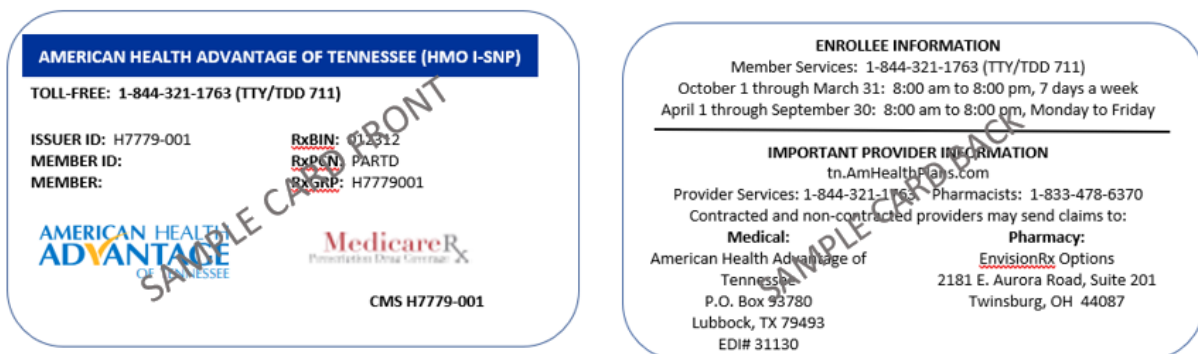 AMERICAN HEALTH ADVANTAGE OF TENNESSEE (HMO I-SNP)
TOLL-FREE: 1-844-321-1763 (TTY/TDD 711)
ISSUER ID: H7779-001 RxBIN: 012312
MEMBER ID: RxPCN: PARTD
MEMBER: RxGRP: H7779001
AMERICAN HEALTH
ADVANTAGE
OF TENNESSEE
MedicareRx
Prescription Drug Coverage X
CMS H7779-001
SAMPLE CARD FRONT
ENROLLEE INFORMATION
Member Services: 1-844-321-1763 (TTY/TDD 711)
October 1 through March 31: 8:00 am to 8:00 pm, 7 days a week
April 1 through September 30: 8:00 am to 8:00 pm, Monday to Friday
IMPORTANT PROVIDER INFORMATION
tn.AmHealthPlans.com
Provider Services: 1-844-321-1763 Pharmacists: 1-833-478-6370
Contracted and non-contracted providers may send claims to:
Medical: Pharmacy:
American Health Advantage of EnvisionRx Options
Tennessee 2181 E. Aurora Road, Suite 201
P.O. Box 93780 Twinsburg, OH 44087
Lubbock, TX 79493
EDI# 31130
SAMPLE CARD BACK